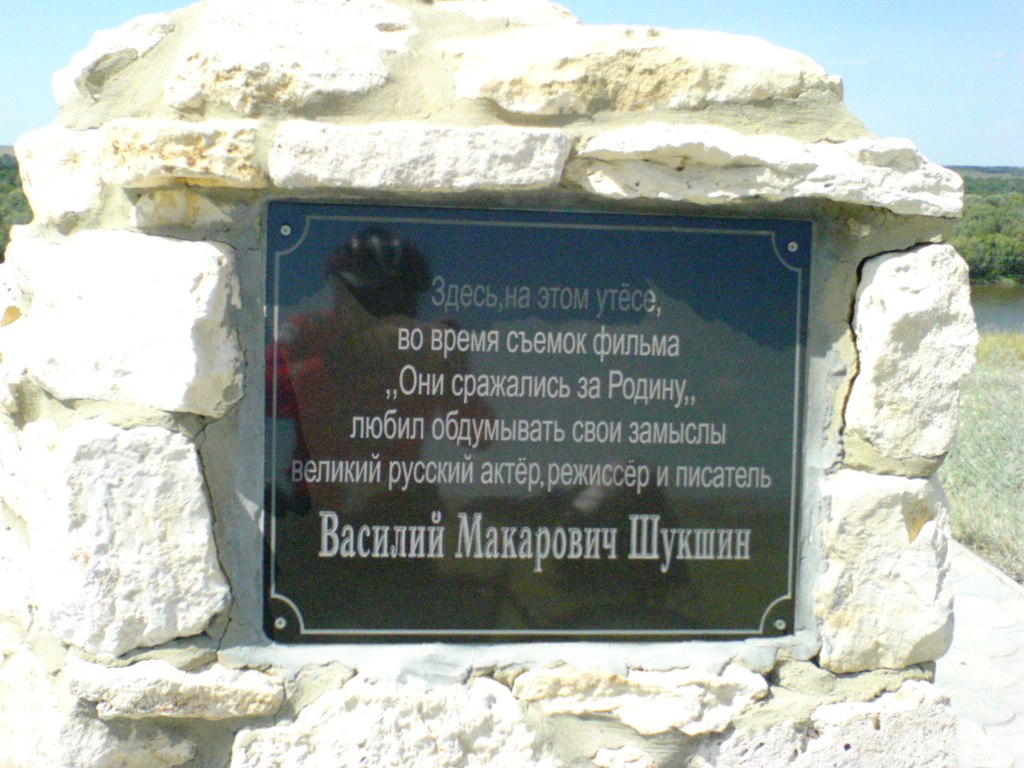 Здесь,на этом утёсе,
во время съемок фильма
,,Они сражались за Родину,,
любил обдумывать свои замыслы
великий русский актёр,режиссёр и писатель
Василий Макарович Шукшин